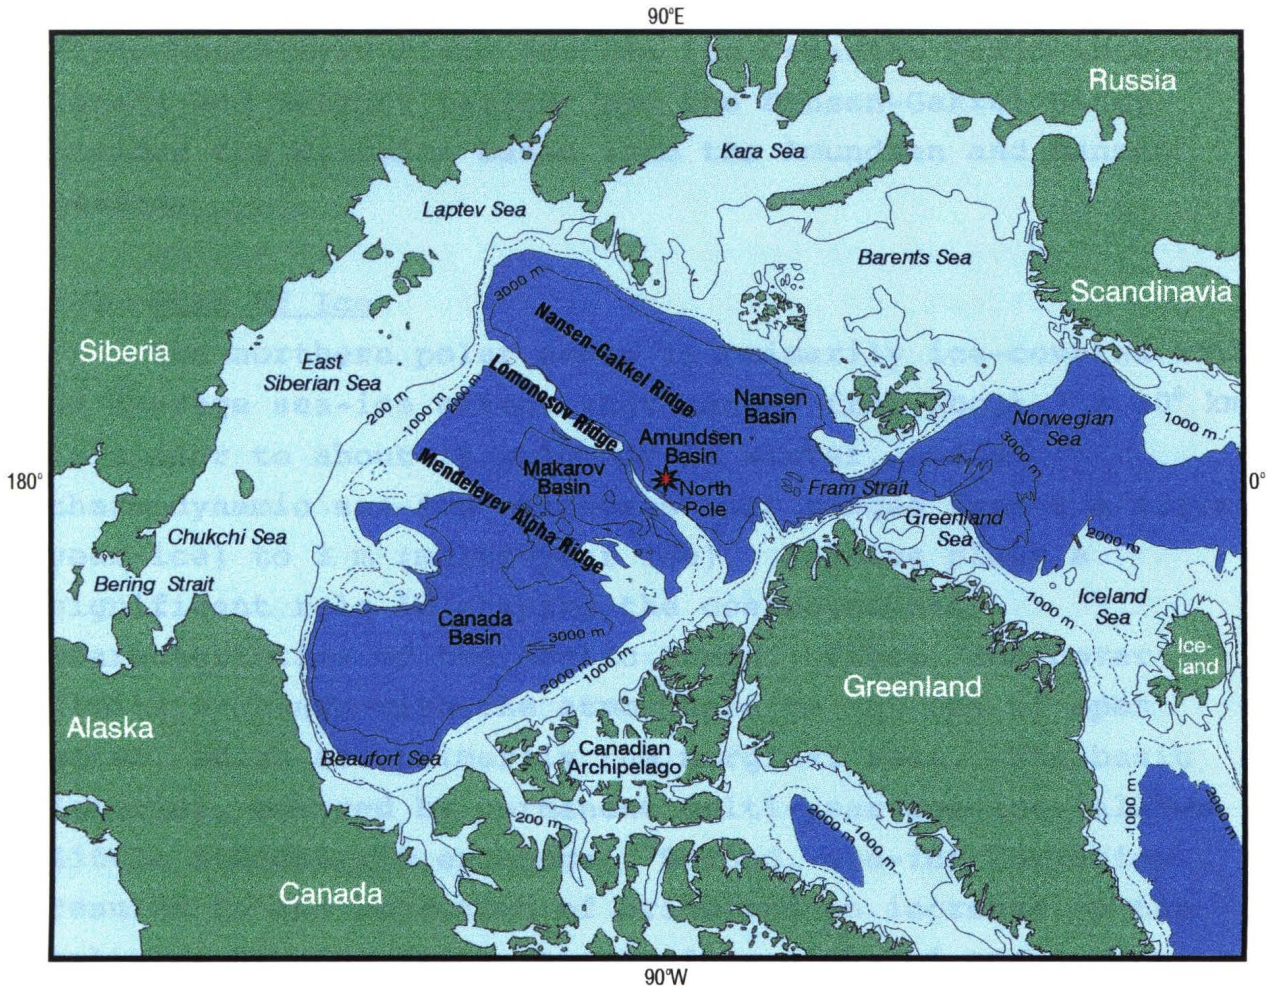 90°E
Russia
Kara Sea
Laptev Sea
Barents Sea
3000 m
Scandinavia
Nansen-Gakkel Ridge
Siberia
East
Siberian Sea
Lomonosov Ridge
200 m
1000 m
2000 m
Nansen
Basin
Norwegian
Sea
1000 m
3000 m
Amundsen
Basin
Makarov
Basin
Mendeleyev Alpha Ridge
180°
0°
North
Pole
Fram Strait
Greenland
Sea
Chukchi Sea
2000 m
Bering Strait
Iceland
Sea
1000 m
Canada
Basin
3000 m
Ice-
land
2000 m
1000 m
Greenland
Alaska
Beaufort Sea
Canadian
Archipelago
200 m
2000 m
1000 m
1000 m
2000 m
Canada
90°W